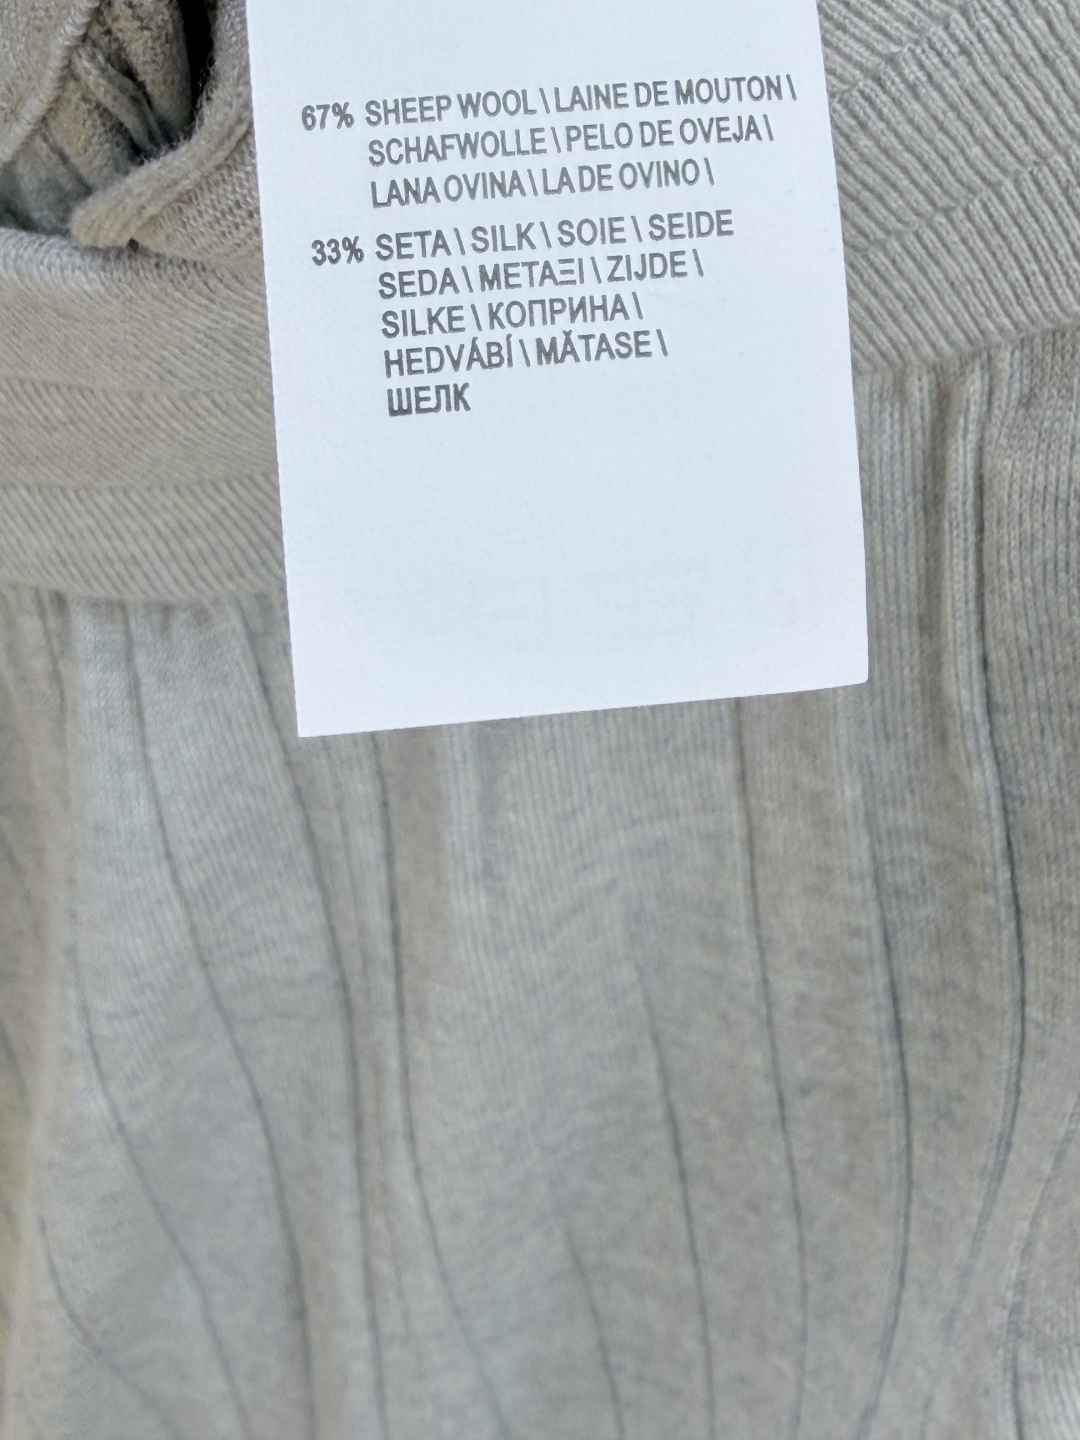 67% SHEEP WOOL \ LAINE DE MOUTON \
SCHAFWOLLE \ PELO DE OVEJA \
LANA OVINA \ LA DE OVINO \
33% SETA \ SILK \ SOIE \ SEIDE
SEDA \ ΜΕΤΑΞΙ \ ZIJDE \
SILKE \ КОПРИНА \
HEDVÁBÍ \ MĂTASE \
ШЕЛК